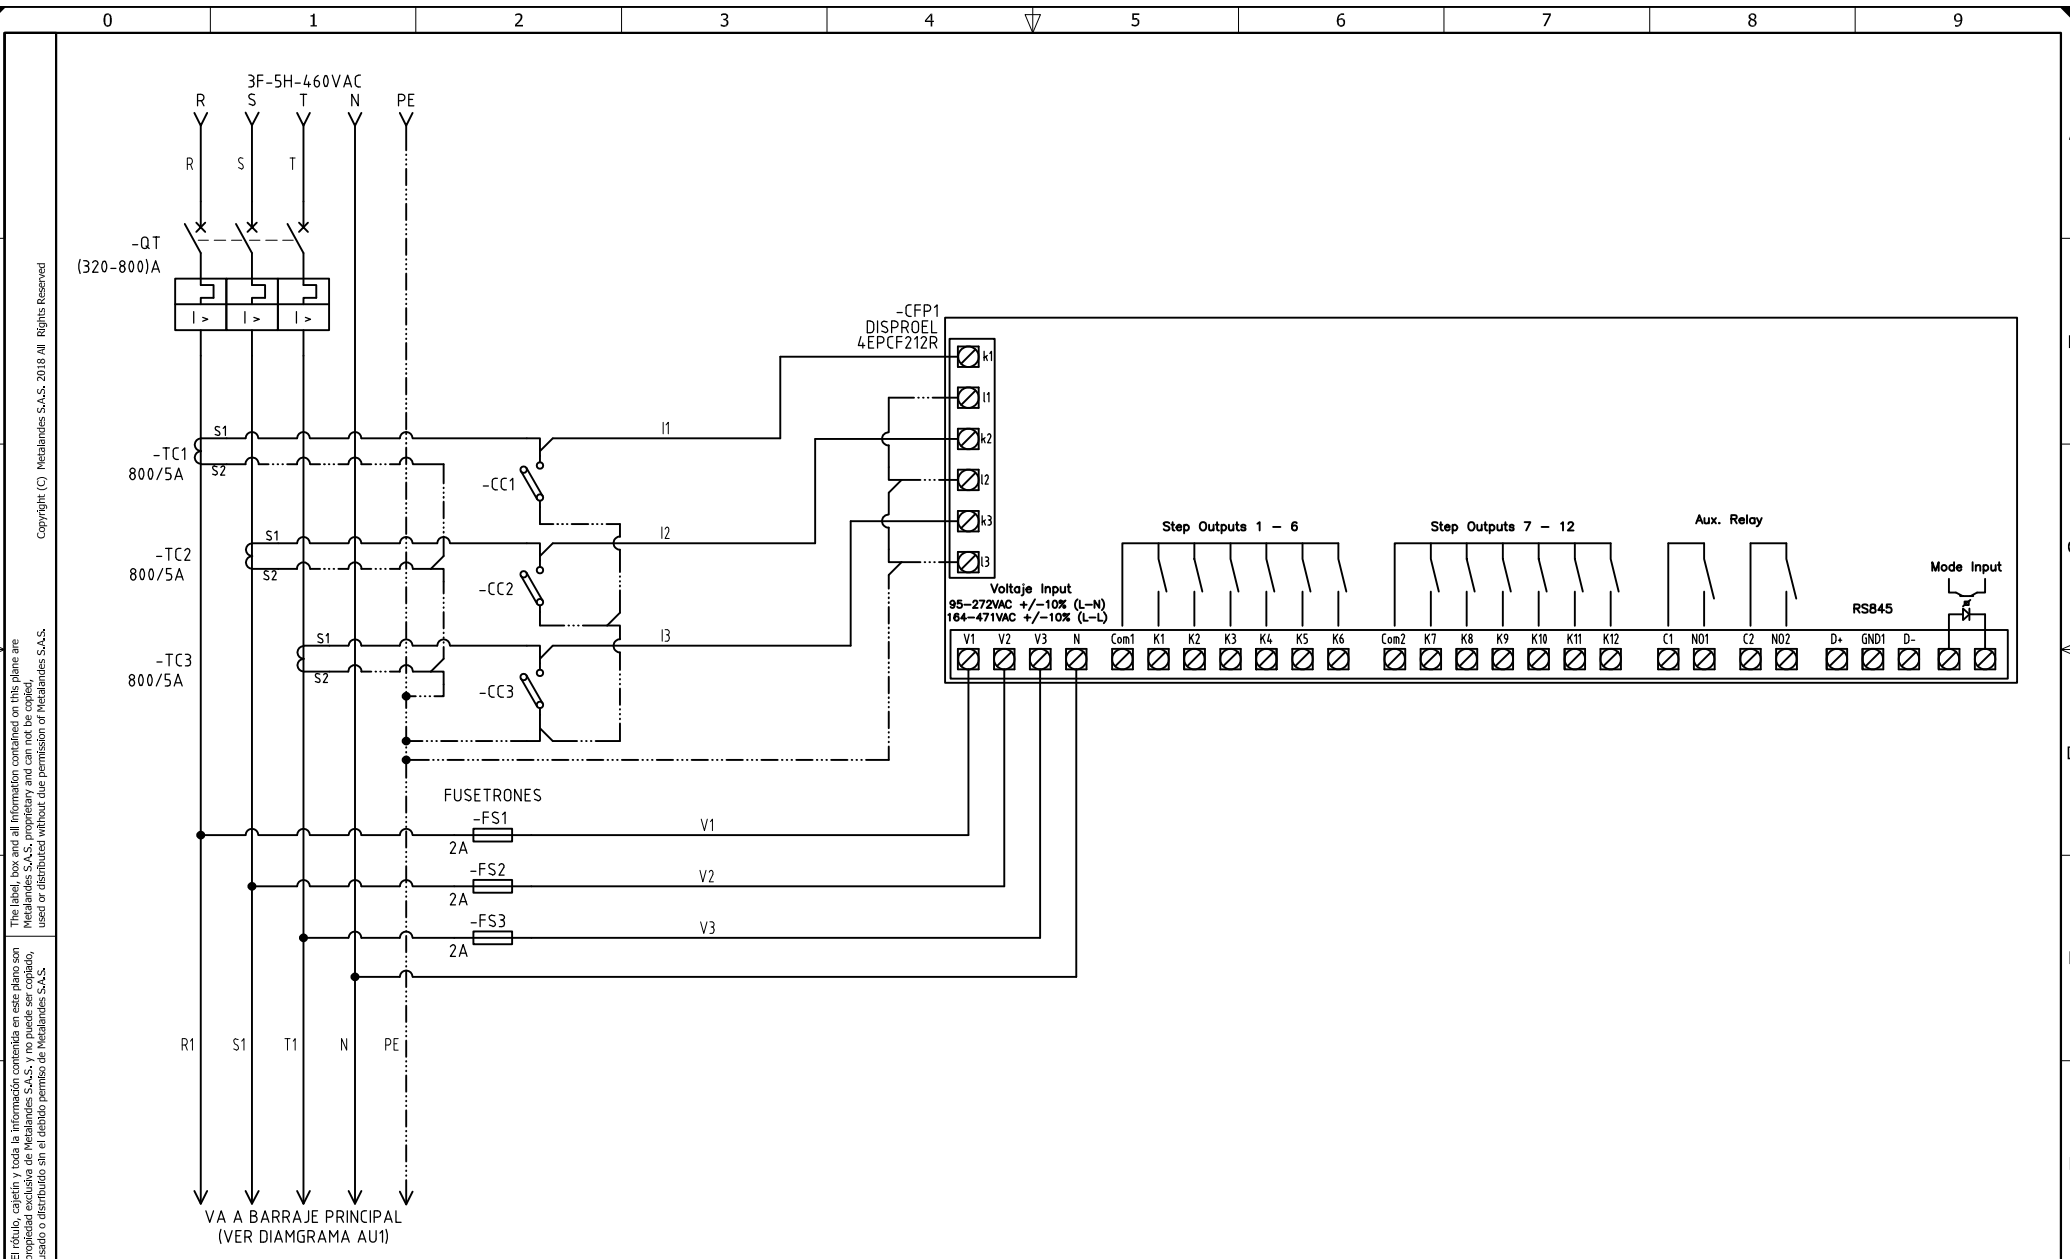 0 1 2 3 4 5 6 7 8 9
3F-5H-460VAC
R S T N PE
R S T
-QT
(320-800)A
I > I > I >
-CFP1
DISPROEL
4EPCF212R
k1
l1
k2
l2
k3
l3
S1
-TC1
S2
800/5A
-CC1
I1
S1
-TC2
S2
800/5A
-CC2
I2
S1
-TC3
S2
800/5A
-CC3
I3
Step Outputs 1 - 6
Step Outputs 7 - 12
Aux. Relay
Mode Input
RS845
Voltaje Input
95-272VAC +/-10% (L-N)
164-471VAC +/-10% (L-L)
V1 V2 V3 N Com1 K1 K2 K3 K4 K5 K6 Com2 K7 K8 K9 K10 K11 K12 C1 NO1 C2 NO2 D+ GND1 D-
FUSETRONES
-FS1
V1
2A
-FS2
V2
2A
-FS3
V3
2A
R1 S1 T1 N PE
VA A BARRAJE PRINCIPAL
(VER DIAMGRAMA AU1)
Copyright (C) Metalandes S.A.S. 2018 All Rights Reserved
The label, box and all information contained on this plane are
Metalandes S.A.S. proprietary and can not be copied,
used or distributed without due permission of Metalandes S.A.S.
El rótulo, cajetín y toda la información contenida en este plano son
propiedad exclusiva de Metalandes S.A.S. y no puede ser copiado,
usado o distribuido sin el debido permiso de Metalandes S.A.S.